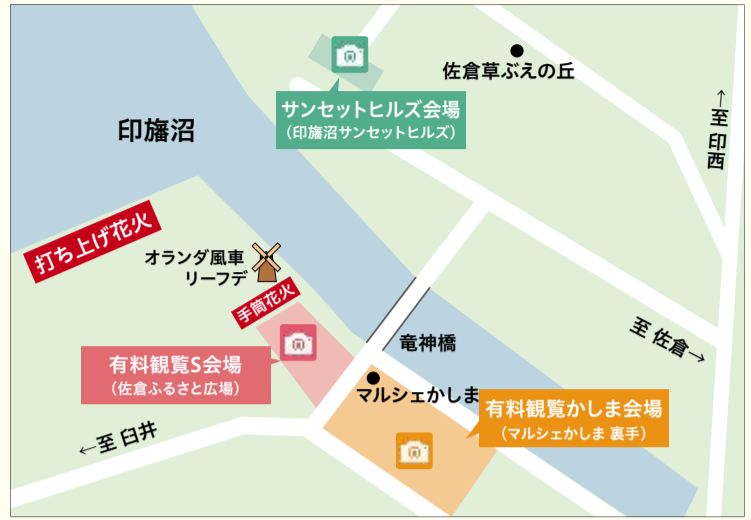 佐倉草ぶえの丘
サンセットヒルズ会場
（印旛沼サンセットヒルズ）
←至 印西
印旛沼
打ち上げ花火
オランダ風車
リーフデ
手筒花火
竜神橋
至 佐倉→
有料観覧S会場
（佐倉ふるさと広場）
マルシェかしま
有料観覧かしま会場
（マルシェかしま 裏手）
←至 臼井